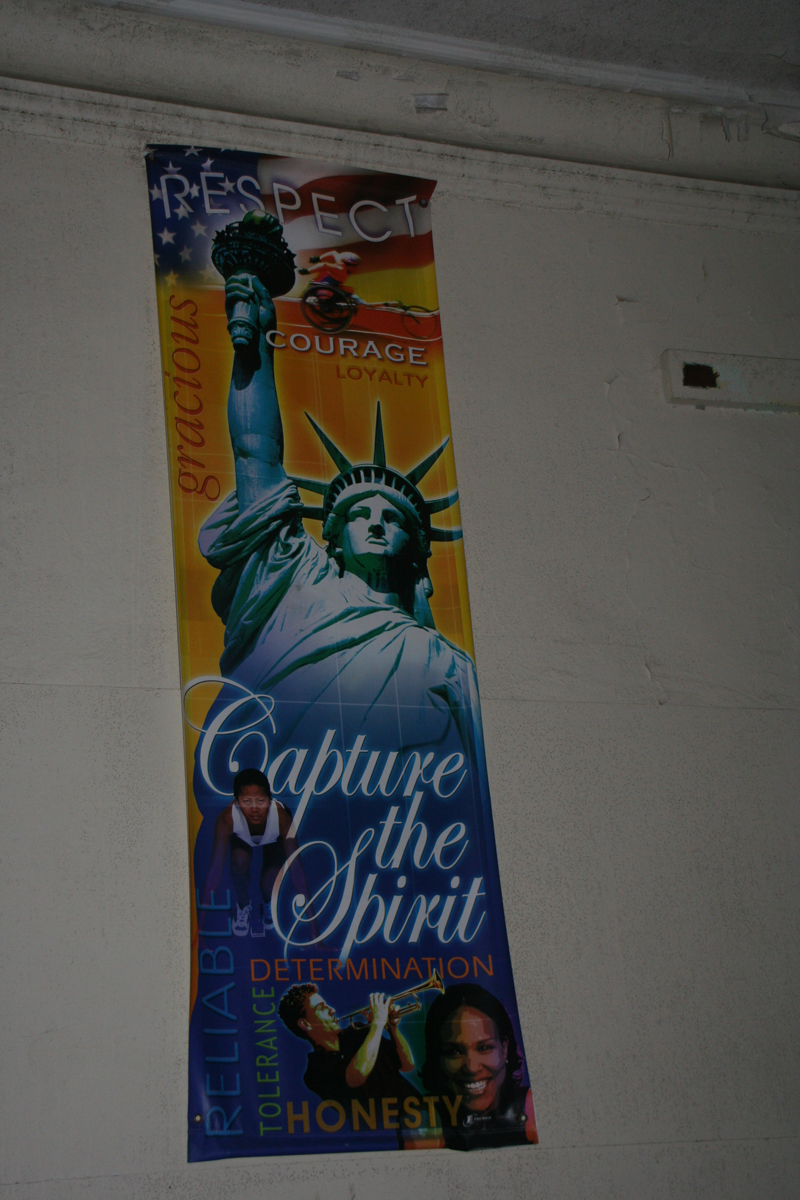 RESPECT
gracious
COURAGE
LOYALTY
Capture
the
Spirit
RELIABLE
DETERMINATION
TOLERANCE
HONESTY